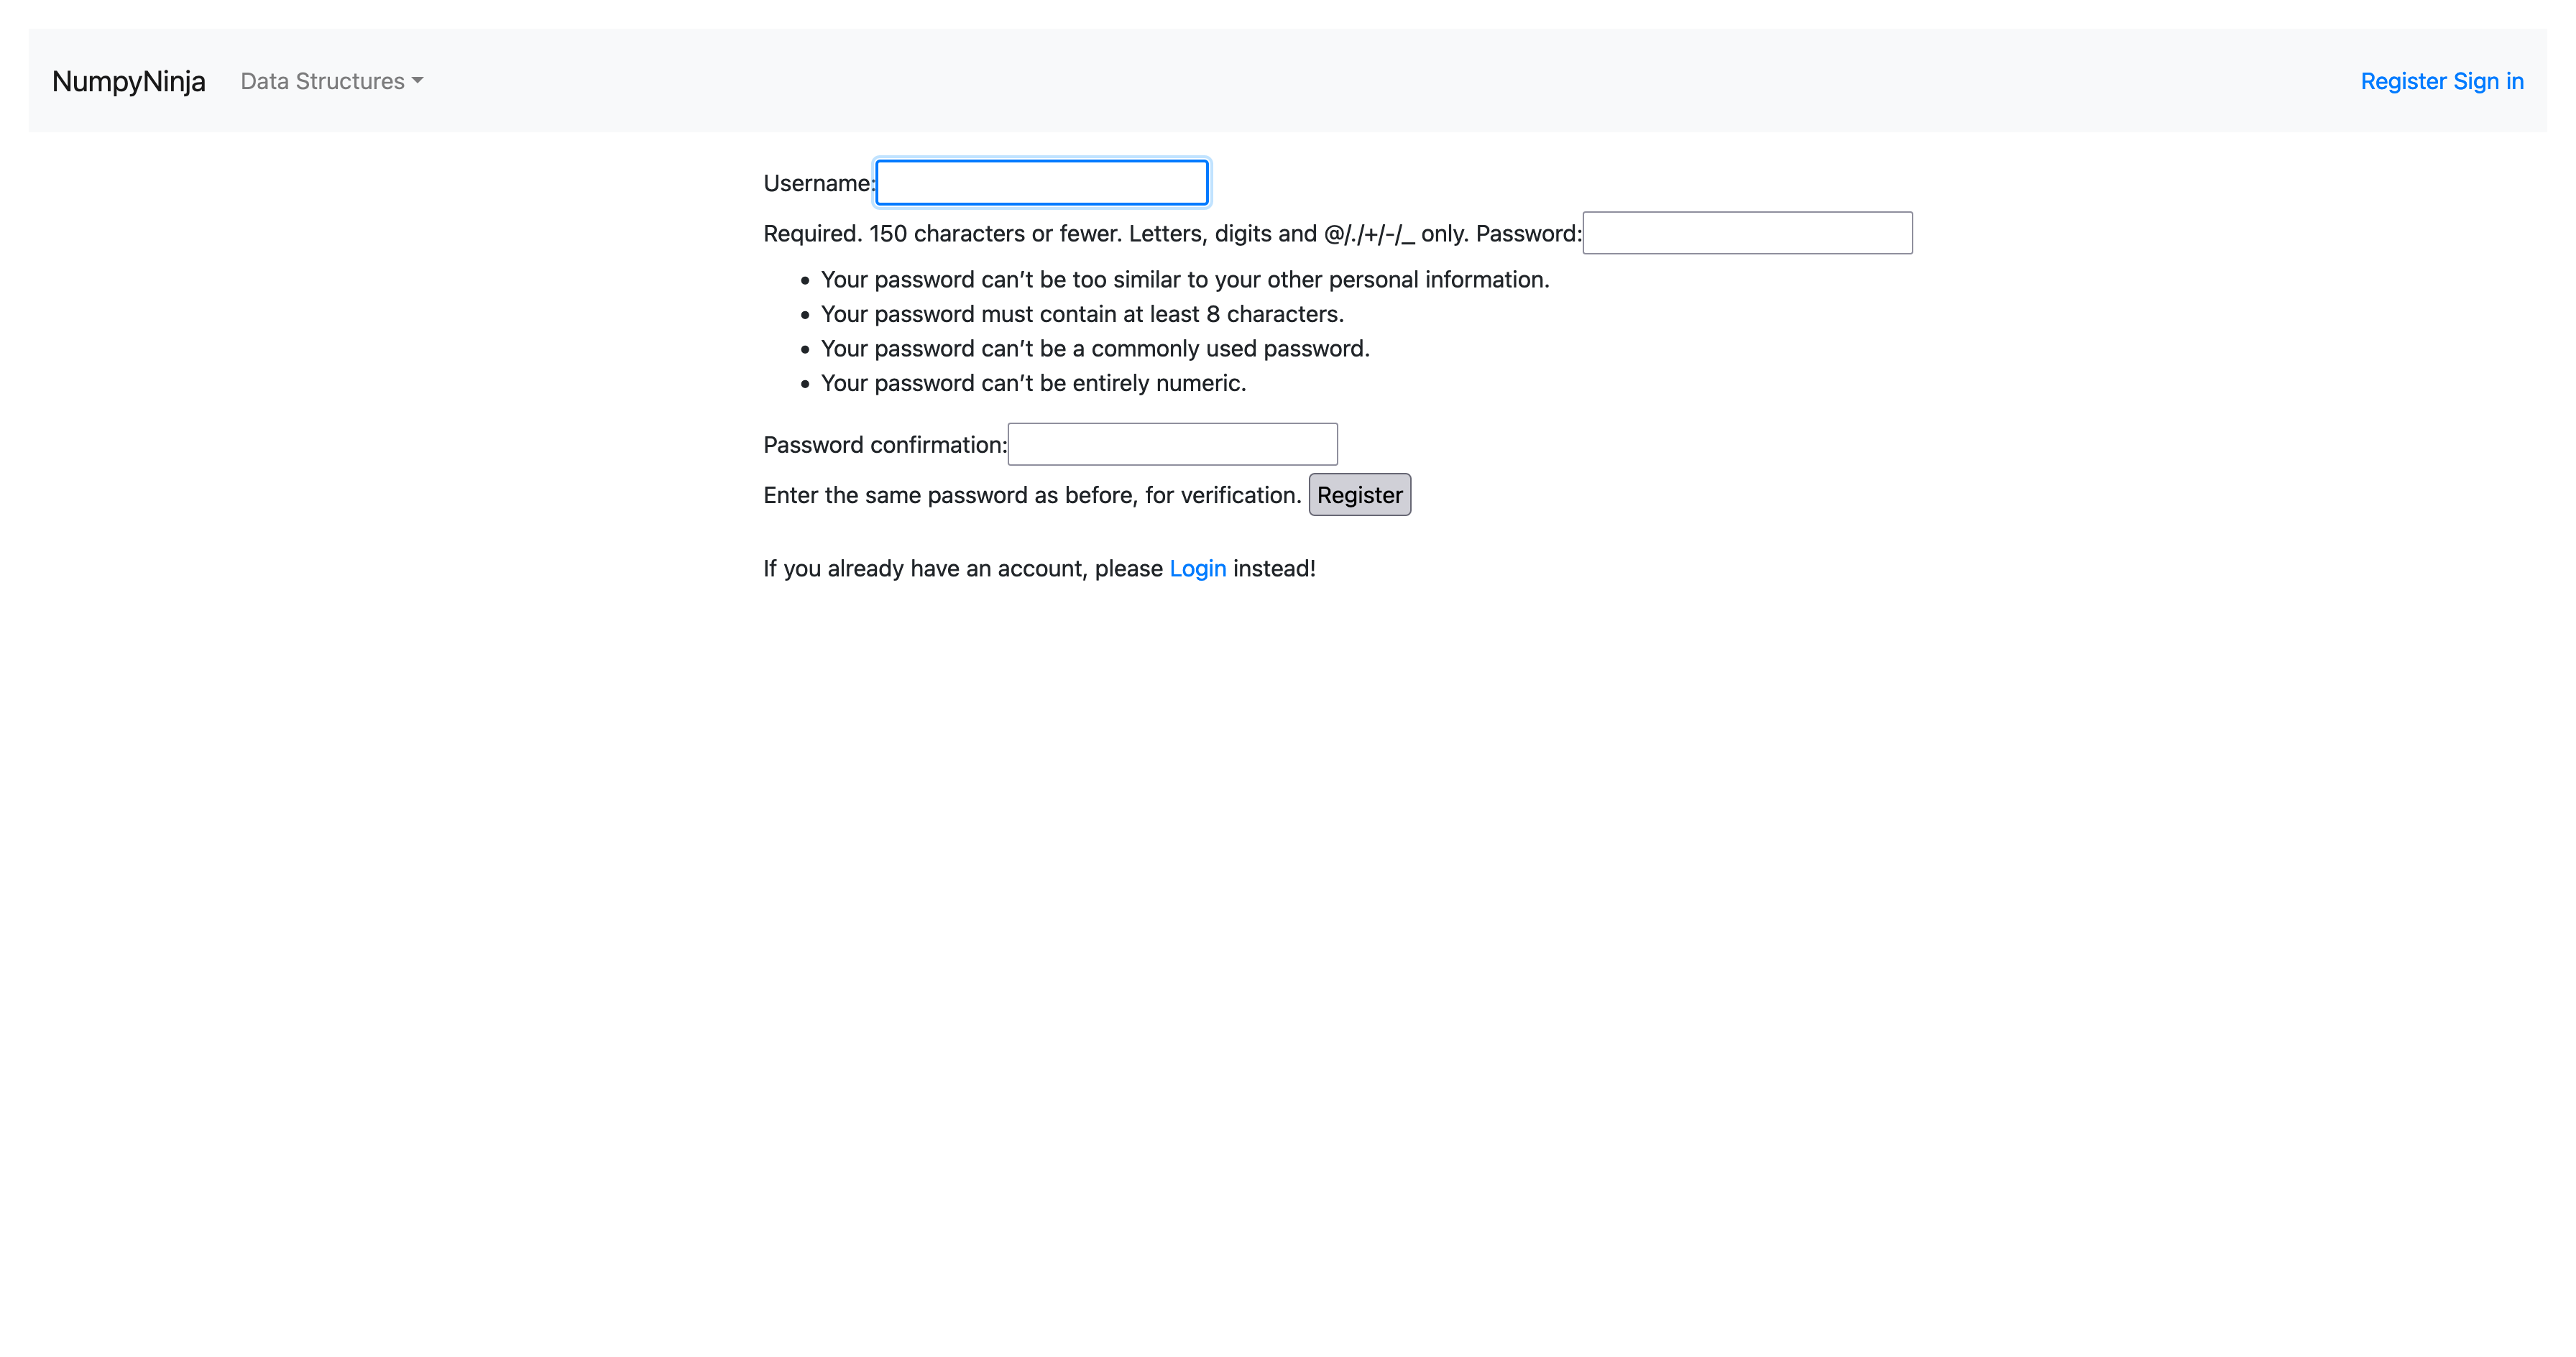 NumpyNinja Data Structures Register Sign in
Username:
Required. 150 characters or fewer. Letters, digits and @/./+/-/_ only. Password:
Your password can’t be too similar to your other personal information.
Your password must contain at least 8 characters.
Your password can’t be a commonly used password.
Your password can’t be entirely numeric.
Password confirmation:
Enter the same password as before, for verification. Register
If you already have an account, please Login instead!